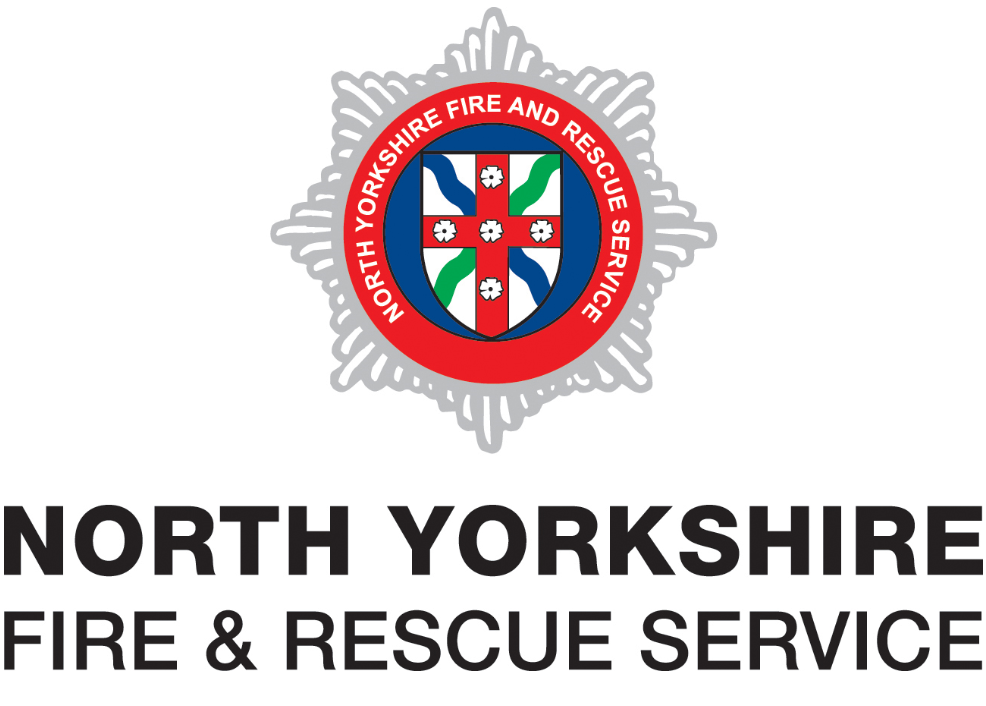 NORTH YORKSHIRE FIRE AND RESCUE SERVICE
NORTH YORKSHIRE
FIRE & RESCUE SERVICE